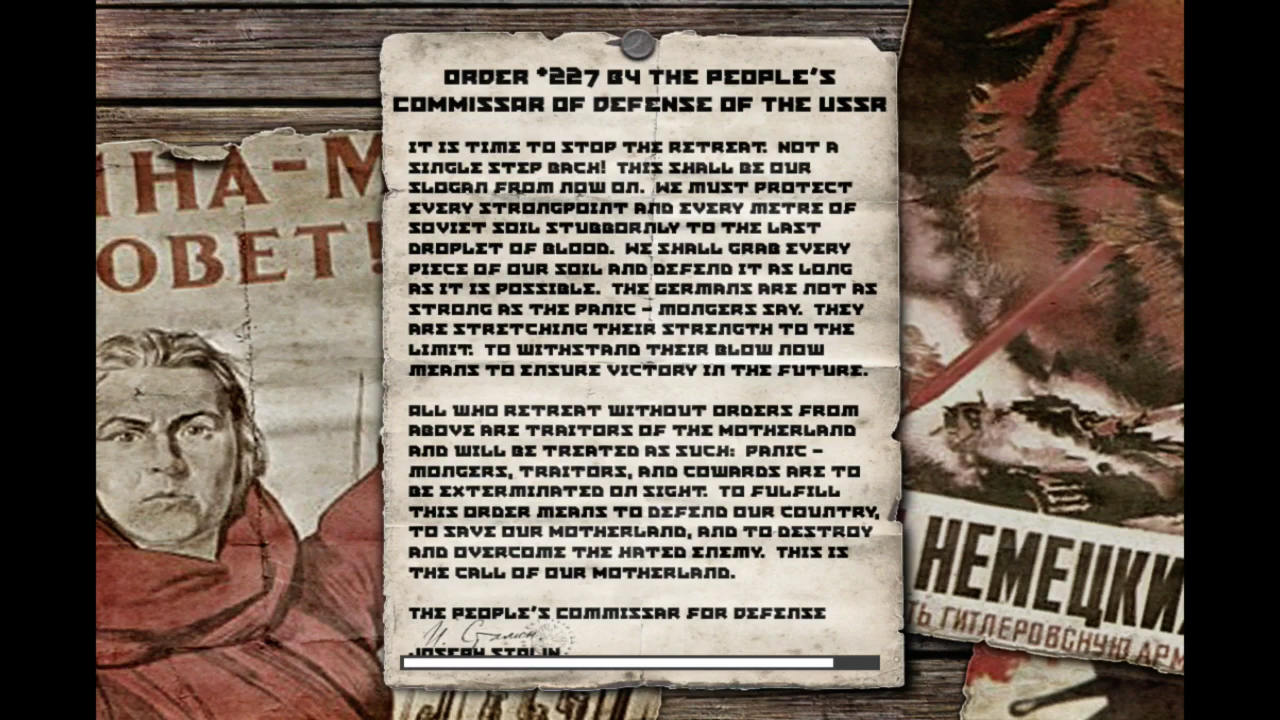 ИНА-М
ОВЕТ!
ORDER *227 BY THE PEOPLE'S
COMMISSAR OF DEFENSE OF THE USSR
IT IS TIME TO STOP THE RETREAT. NOT A
SINGLE STEP BACK! THIS SHALL BE OUR
SLOGAN FROM NOW ON. WE MUST PROTECT
EVERY STRONGPOINT AND EVERY METRE OF
SOVIET SOIL STUBBORNLY TO THE LAST
DROPLET OF BLOOD. WE SHALL GRAB EVERY
PIECE OF OUR SOIL AND DEFEND IT AS LONG
AS IT IS POSSIBLE. THE GERMANS ARE NOT AS
STRONG AS THE PANIC - MONGERS SAY. THEY
ARE STRETCHING THEIR STRENGTH TO THE
LIMIT. TO WITHSTAND THEIR BLOW NOW
MEANS TO ENSURE VICTORY IN THE FUTURE.
ALL WHO RETREAT WITHOUT ORDERS FROM
ABOVE ARE TRAITORS OF THE MOTHERLAND
AND WILL BE TREATED AS SUCH: PANIC -
MONGERS, TRAITORS, AND COWARDS ARE TO
BE EXTERMINATED ON SIGHT. TO FULFILL
THIS ORDER MEANS TO DEFEND OUR COUNTRY,
TO SAVE OUR MOTHERLAND, AND TO DESTROY
AND OVERCOME THE HATED ENEMY. THIS IS
THE CALL OF OUR MOTHERLAND.
THE PEOPLE'S COMMISSAR FOR DEFENSE
И. Сталин
JOSEPH STALIN
НЕМЕЦКИ
ТЬ ГИТЛЕРОВСКУЮ АРМ